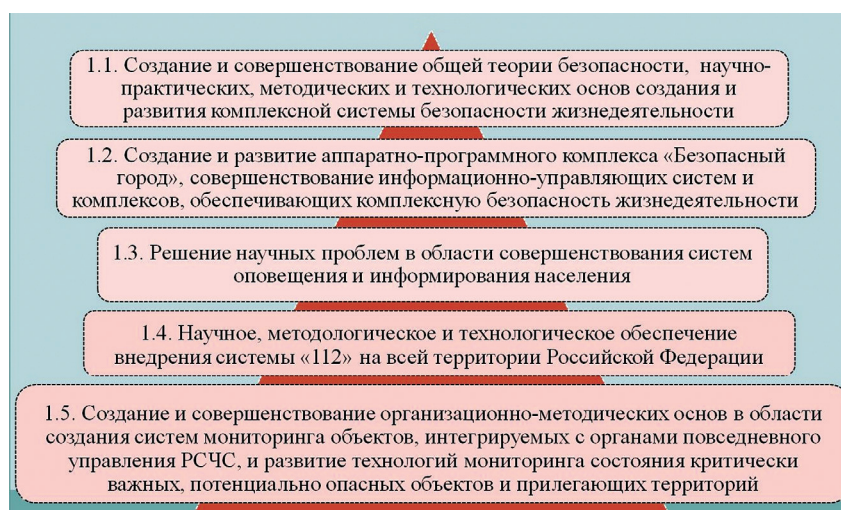 1.1. Создание и совершенствование общей теории безопасности, научно-
практических, методических и технологических основ создания и
развития комплексной системы безопасности жизнедеятельности
1.2. Создание и развитие аппаратно-программного комплекса «Безопасный
город», совершенствование информационно-управляющих систем и
комплексов, обеспечивающих комплексную безопасность жизнедеятельности
1.3. Решение научных проблем в области совершенствования систем
оповещения и информирования населения
1.4. Научное, методологическое и технологическое обеспечение
внедрения системы «112» на всей территории Российской Федерации
1.5. Создание и совершенствование организационно-методических основ в области
создания систем мониторинга объектов, интегрируемых с органами повседневного
управления РСЧС, и развитие технологий мониторинга состояния критически
важных, потенциально опасных объектов и прилегающих территорий